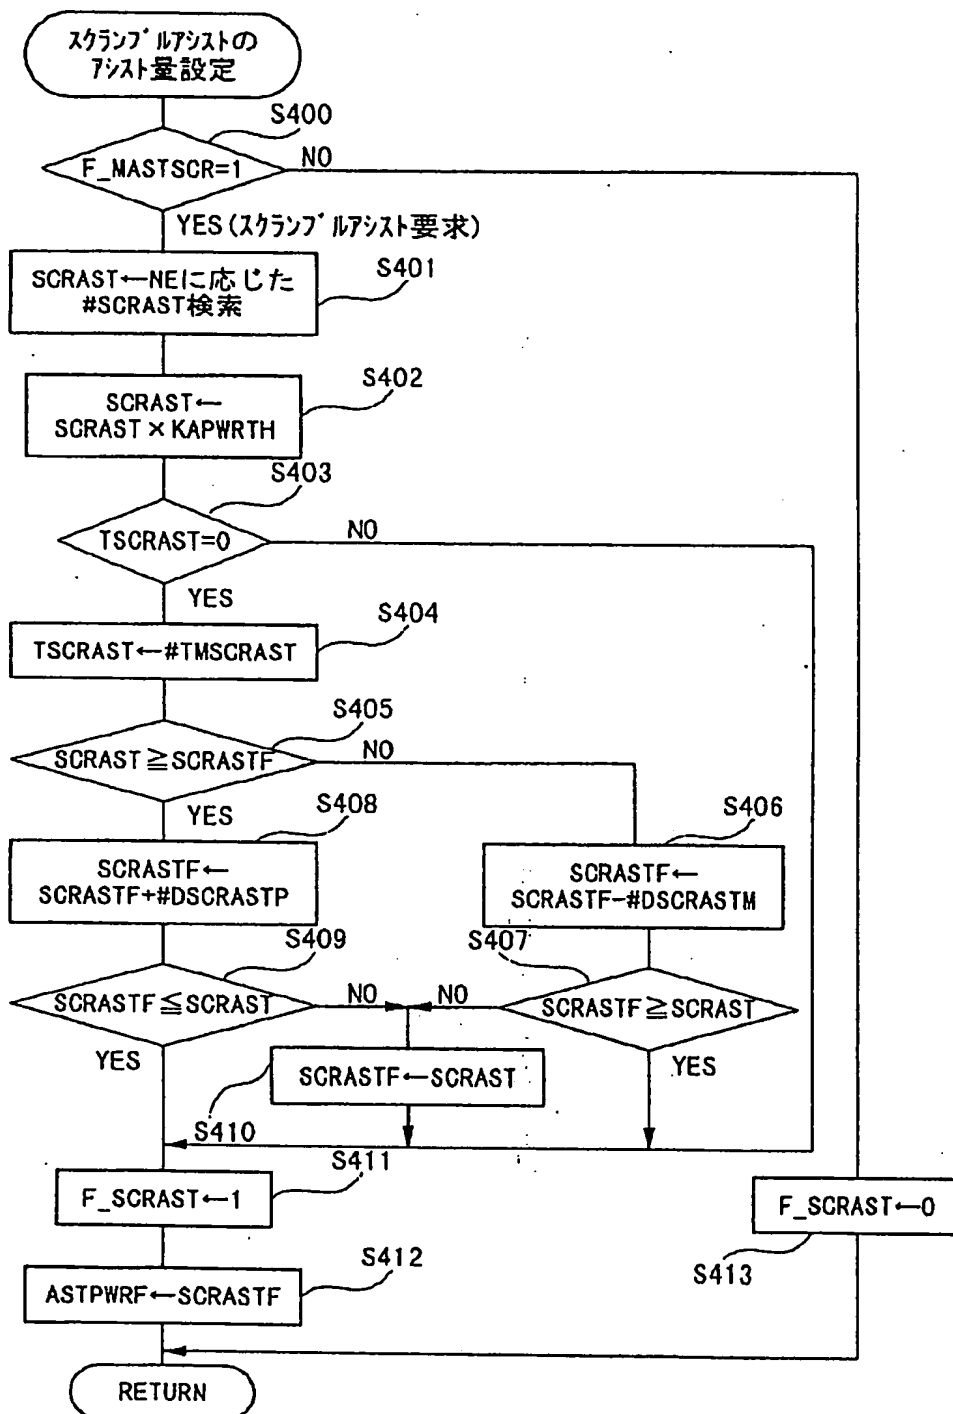 スクランブルアシストの
アシスト量設定
S400
F_MASTSCR=1
NO
YES(スクランブルアシスト要求)
S401
SCRAST←NEに応じた
#SCRAST検索
S402
SCRAST←
SCRAST×KAPWRTH
S403
TSCRAST=0
NO
YES
S404
TSCRAST←#TMSCRAST
S405
SCRAST≧SCRASTF
NO
YES
S408
SCRASTF←
SCRASTF+#DSCRASTP
S406
SCRASTF←
SCRASTF-#DSCRASTM
S409
SCRASTF≦SCRAST
NO
YES
S407
SCRASTF≧SCRAST
NO
YES
SCRASTF←SCRAST
S410
S411
F_SCRAST←1
F_SCRAST←0
S413
S412
ASTPWRF←SCRASTF
RETURN